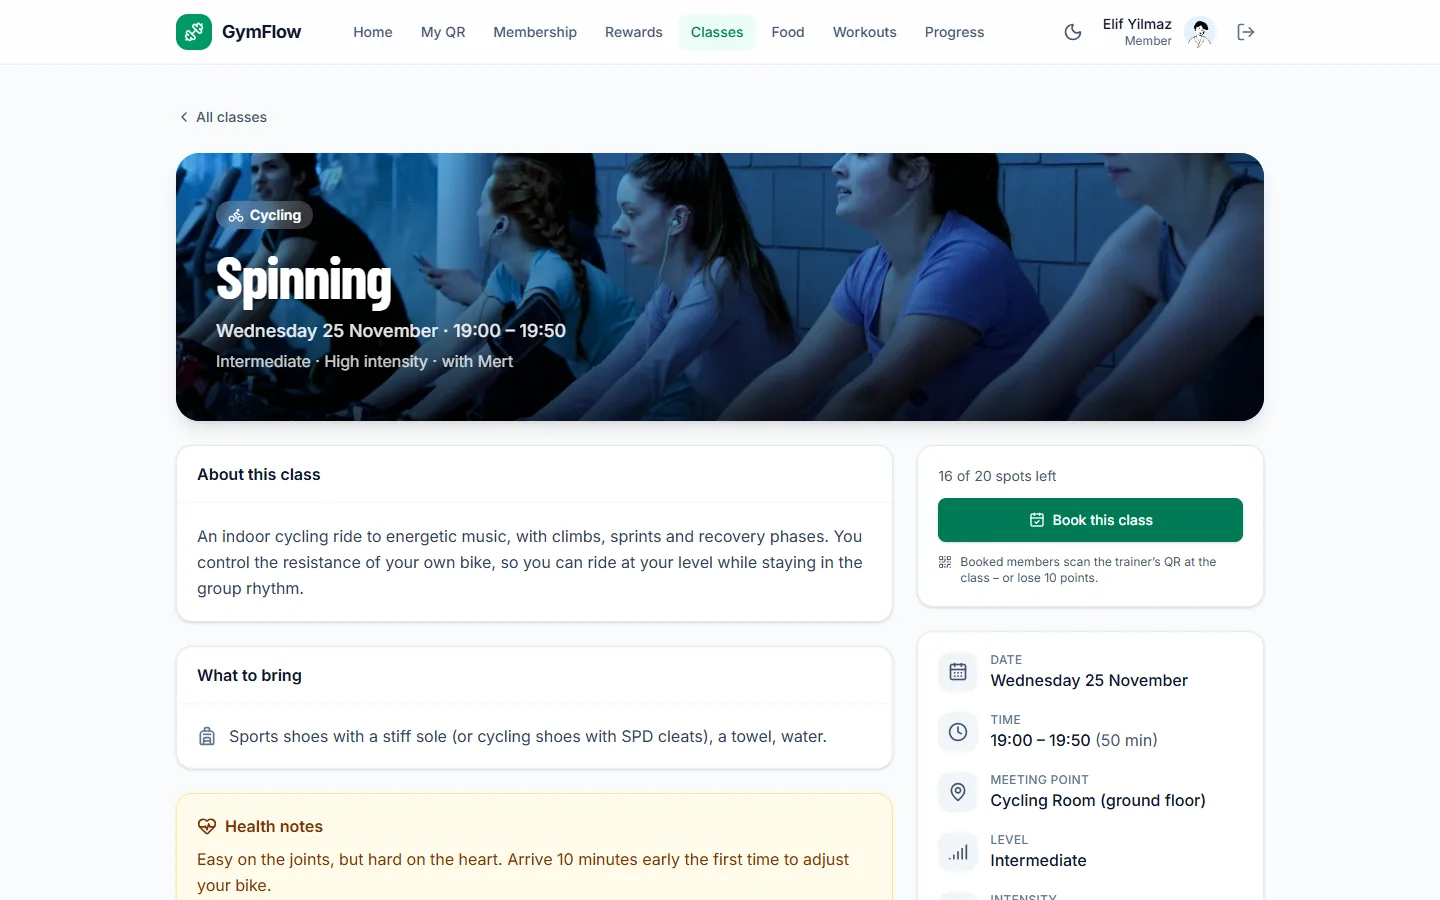 GymFlow
Home
My QR
Membership
Rewards
Classes
Food
Workouts
Progress
Elif Yilmaz
Member
All classes
Cycling
Spinning
Wednesday 25 November · 19:00 – 19:50
Intermediate · High intensity · with Mert
About this class
An indoor cycling ride to energetic music, with climbs, sprints and recovery phases. You
control the resistance of your own bike, so you can ride at your level while staying in the
group rhythm.
What to bring
Sports shoes with a stiff sole (or cycling shoes with SPD cleats), a towel, water.
Health notes
Easy on the joints, but hard on the heart. Arrive 10 minutes early the first time to adjust
your bike.
16 of 20 spots left
Book this class
Booked members scan the trainer’s QR at the
class – or lose 10 points.
DATE
Wednesday 25 November
TIME
19:00 – 19:50 (50 min)
MEETING POINT
Cycling Room (ground floor)
LEVEL
Intermediate
INTENSITY